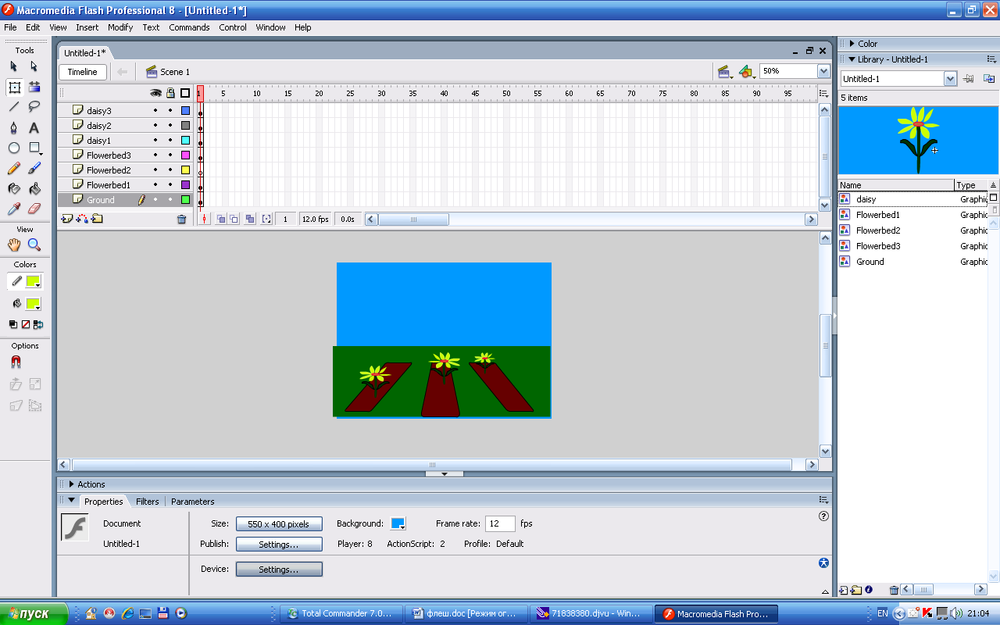 Macromedia Flash Professional 8 - [Untitled-1*]
File Edit View Insert Modify Text Commands Control Window Help
Tools
View
Colors
Options
Untitled-1*
Timeline
Scene 1
50%
1 5 10 15 20 25 30 35 40 45 50 55 60 65 70 75 80 85 90 95
daisy3
daisy2
daisy1
Flowerbed3
Flowerbed2
Flowerbed1
Ground
1 12.0 fps 0.0s
Actions
Properties Filters Parameters
Document
Untitled-1
Size: 550 x 400 pixels Background: Frame rate: 12 fps
Publish: Settings... Player: 8 ActionScript: 2 Profile: Default
Device: Settings...
Color
Library - Untitled-1
Untitled-1
5 items
Name Type
daisy Graphic
Flowerbed1 Graphic
Flowerbed2 Graphic
Flowerbed3 Graphic
Ground Graphic
пуск
Total Commander 7.0...
флеш.doc [Режим ог...
71838380.djvu - Win...
Macromedia Flash Pro...
EN 21:04